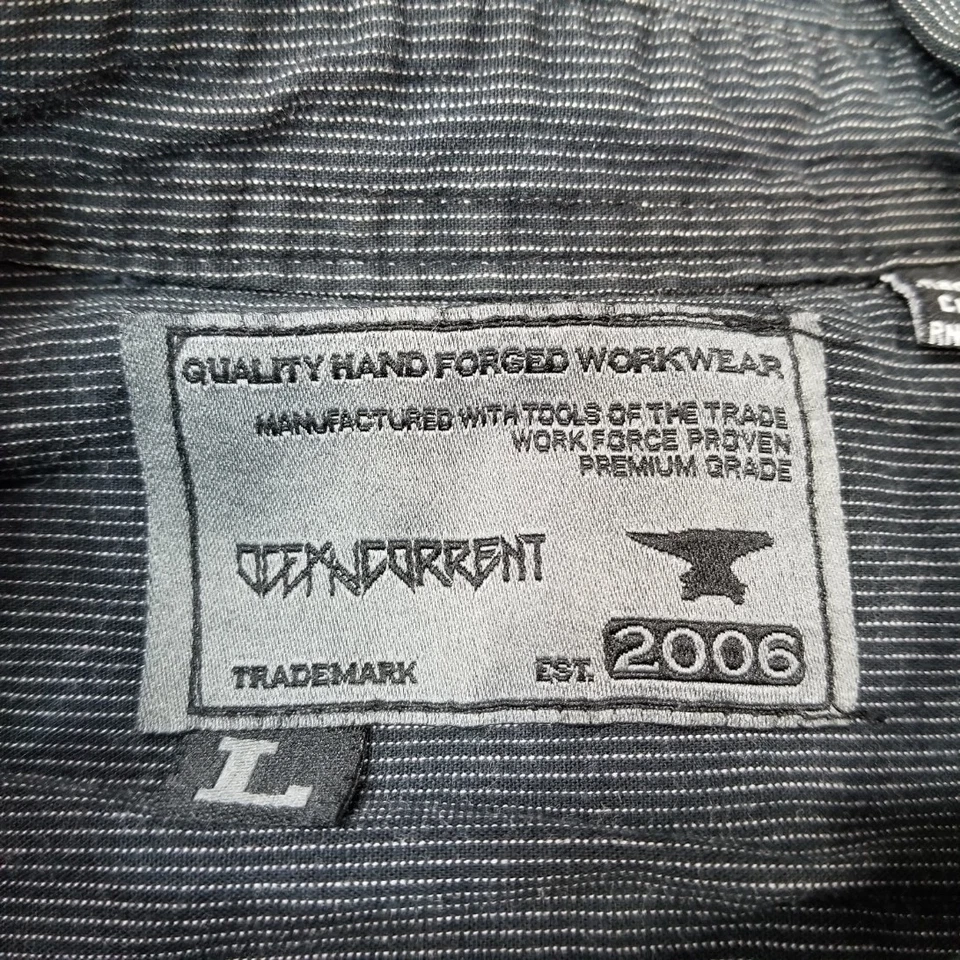 QUALITY HAND FORGED WORKWEAR
MANUFACTURED WITH TOOLS OF THE TRADE
WORK FORCE PROVEN
PREMIUM GRADE
OCEAN CURRENT
TRADEMARK EST. 2006
L